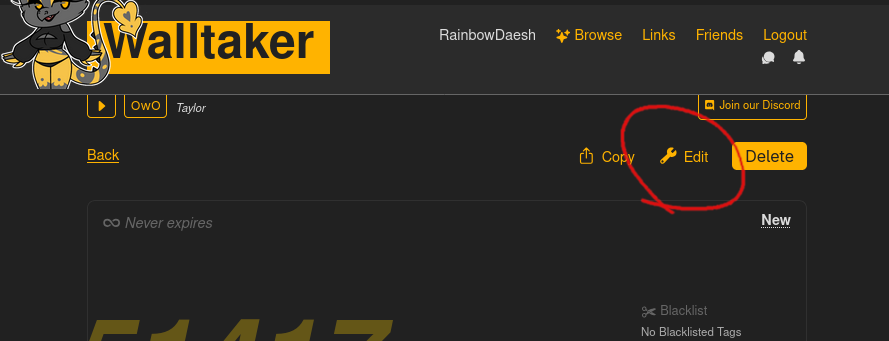 Walltaker
RainbowDaesh Browse Links Friends Logout
OwO Taylor Join our Discord
Back Copy Edit Delete
Never expires New
Blacklist
51417 No Blacklisted Tags